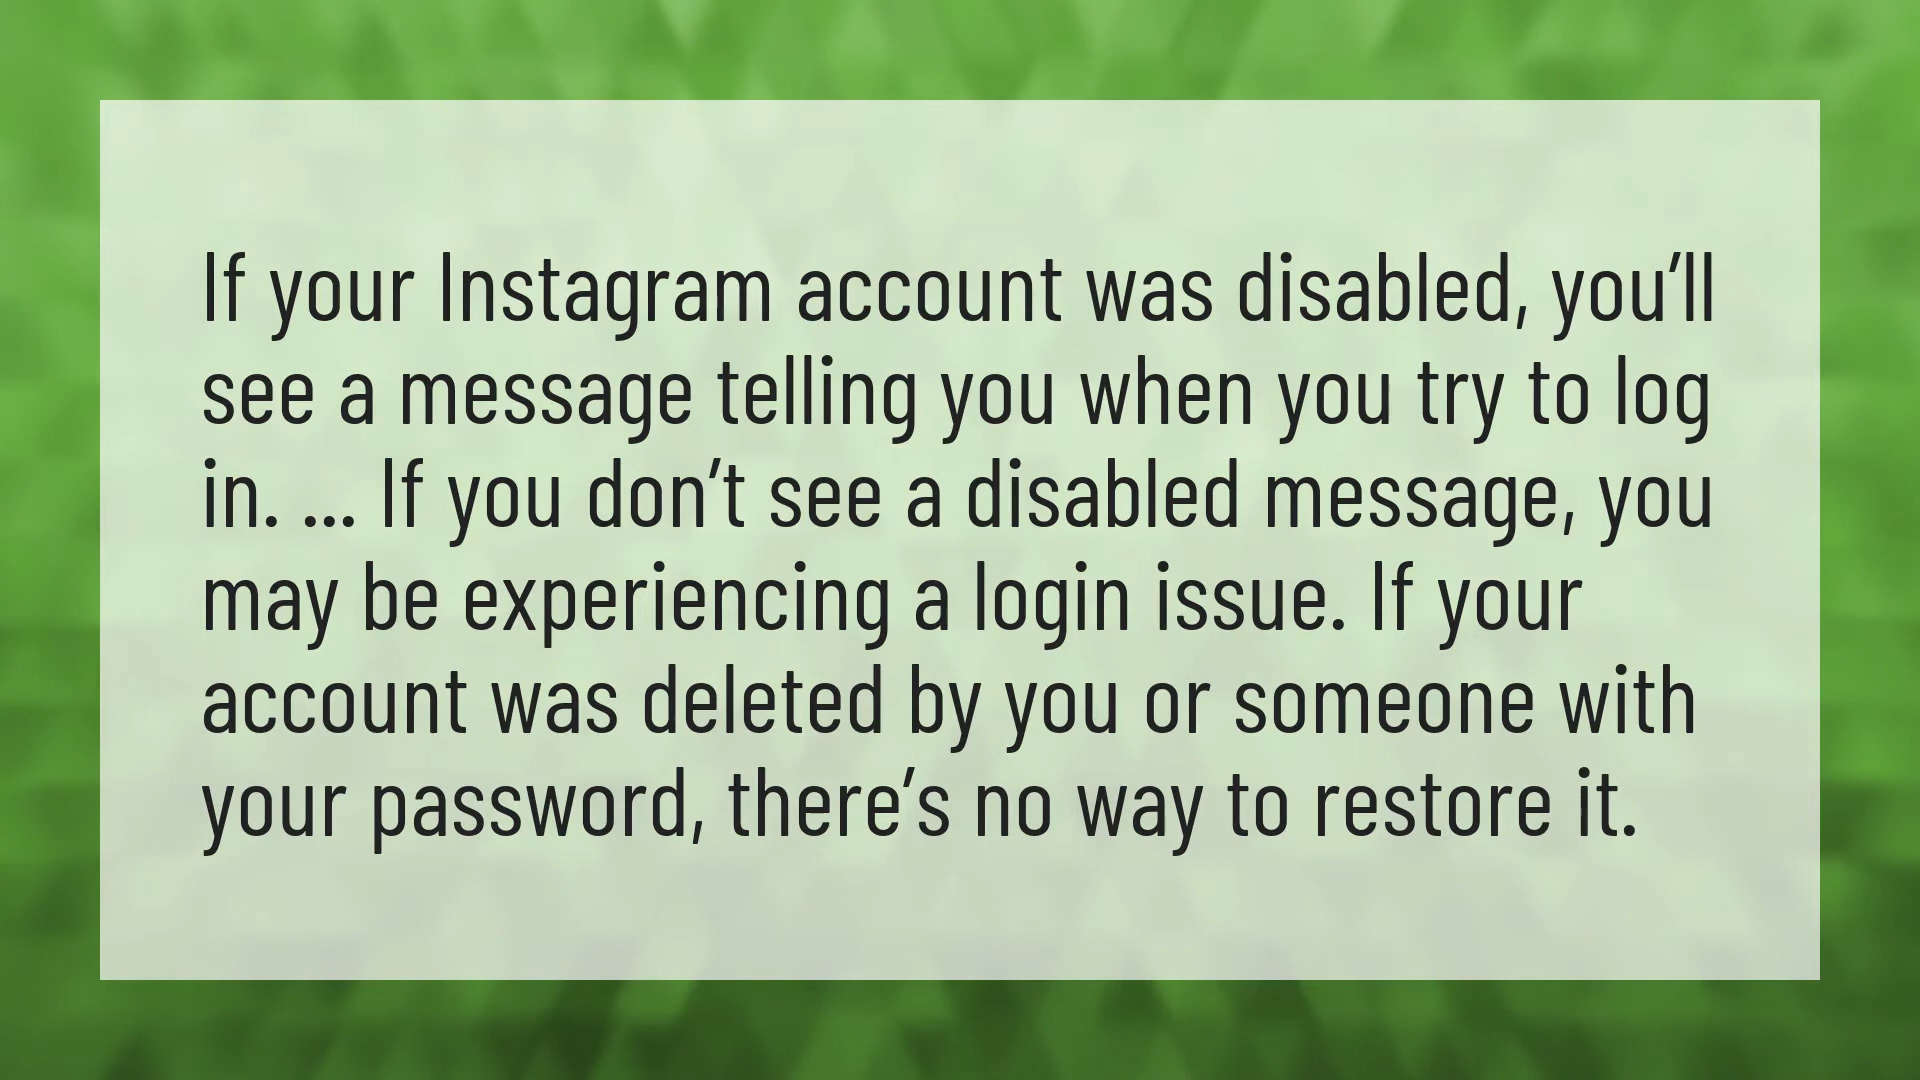 If your Instagram account was disabled, you’ll
see a message telling you when you try to log
in. ... If you don’t see a disabled message, you
may be experiencing a login issue. If your
account was deleted by you or someone with
your password, there’s no way to restore it.